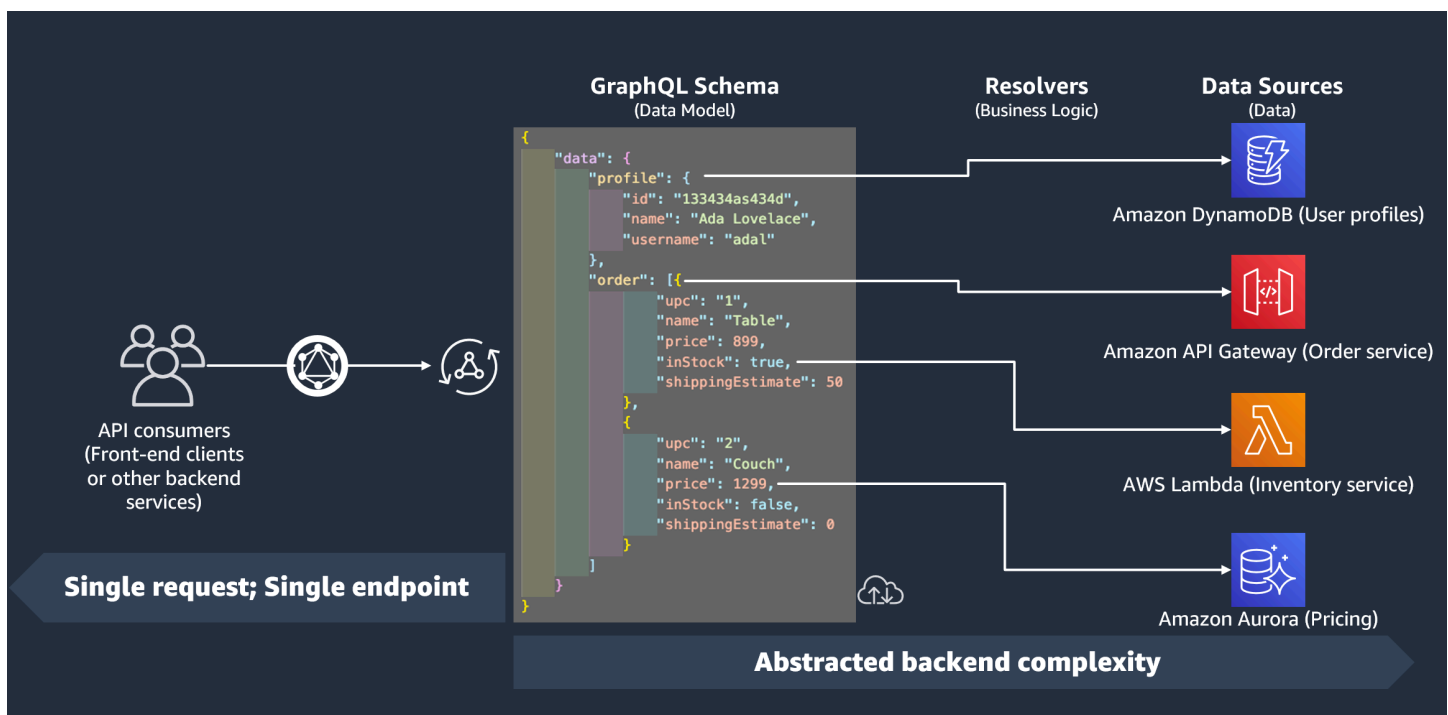 GraphQL Schema
(Data Model)
Resolvers
(Business Logic)
Data Sources
(Data)
{
"data": {
"profile": {
"id": "133434as434d",
"name": "Ada Lovelace",
"username": "adal"
},
"order": [{
"upc": "1",
"name": "Table",
"price": 899,
"inStock": true,
"shippingEstimate": 50
},
{
"upc": "2",
"name": "Couch",
"price": 1299,
"inStock": false,
"shippingEstimate": 0
}
]
}
}
Amazon DynamoDB (User profiles)
</>
Amazon API Gateway (Order service)
AWS Lambda (Inventory service)
Amazon Aurora (Pricing)
API consumers
(Front-end clients
or other backend
services)
Single request; Single endpoint
Abstracted backend complexity